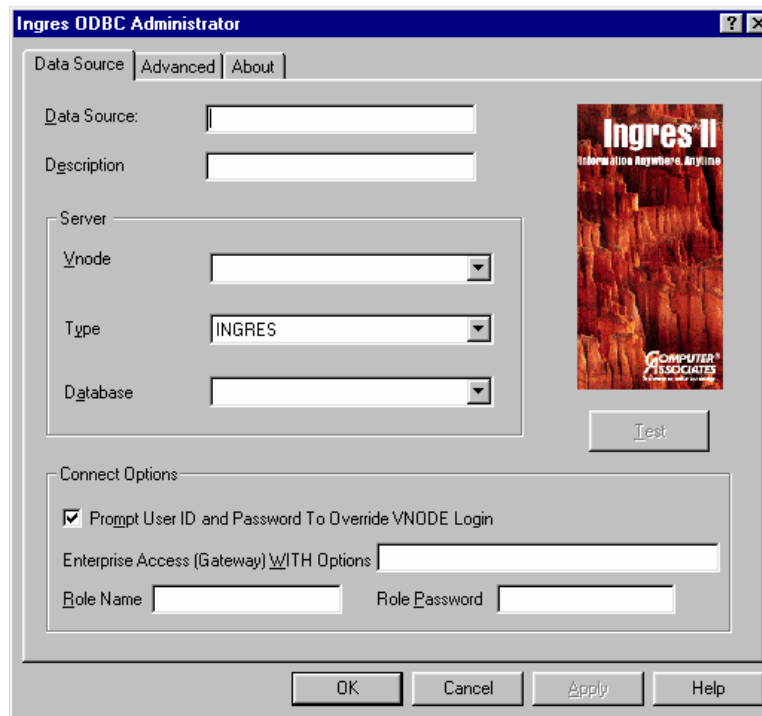 Ingres ODBC Administrator
Data Source Advanced About
Data Source:
Description
Ingres II
Information Anywhere, Anytime
Server
Vnode
Type INGRES
Database
COMPUTER ASSOCIATES
Test
Connect Options
Prompt User ID and Password To Override VNODE Login
Enterprise Access (Gateway) WITH Options
Role Name Role Password
OK Cancel Apply Help